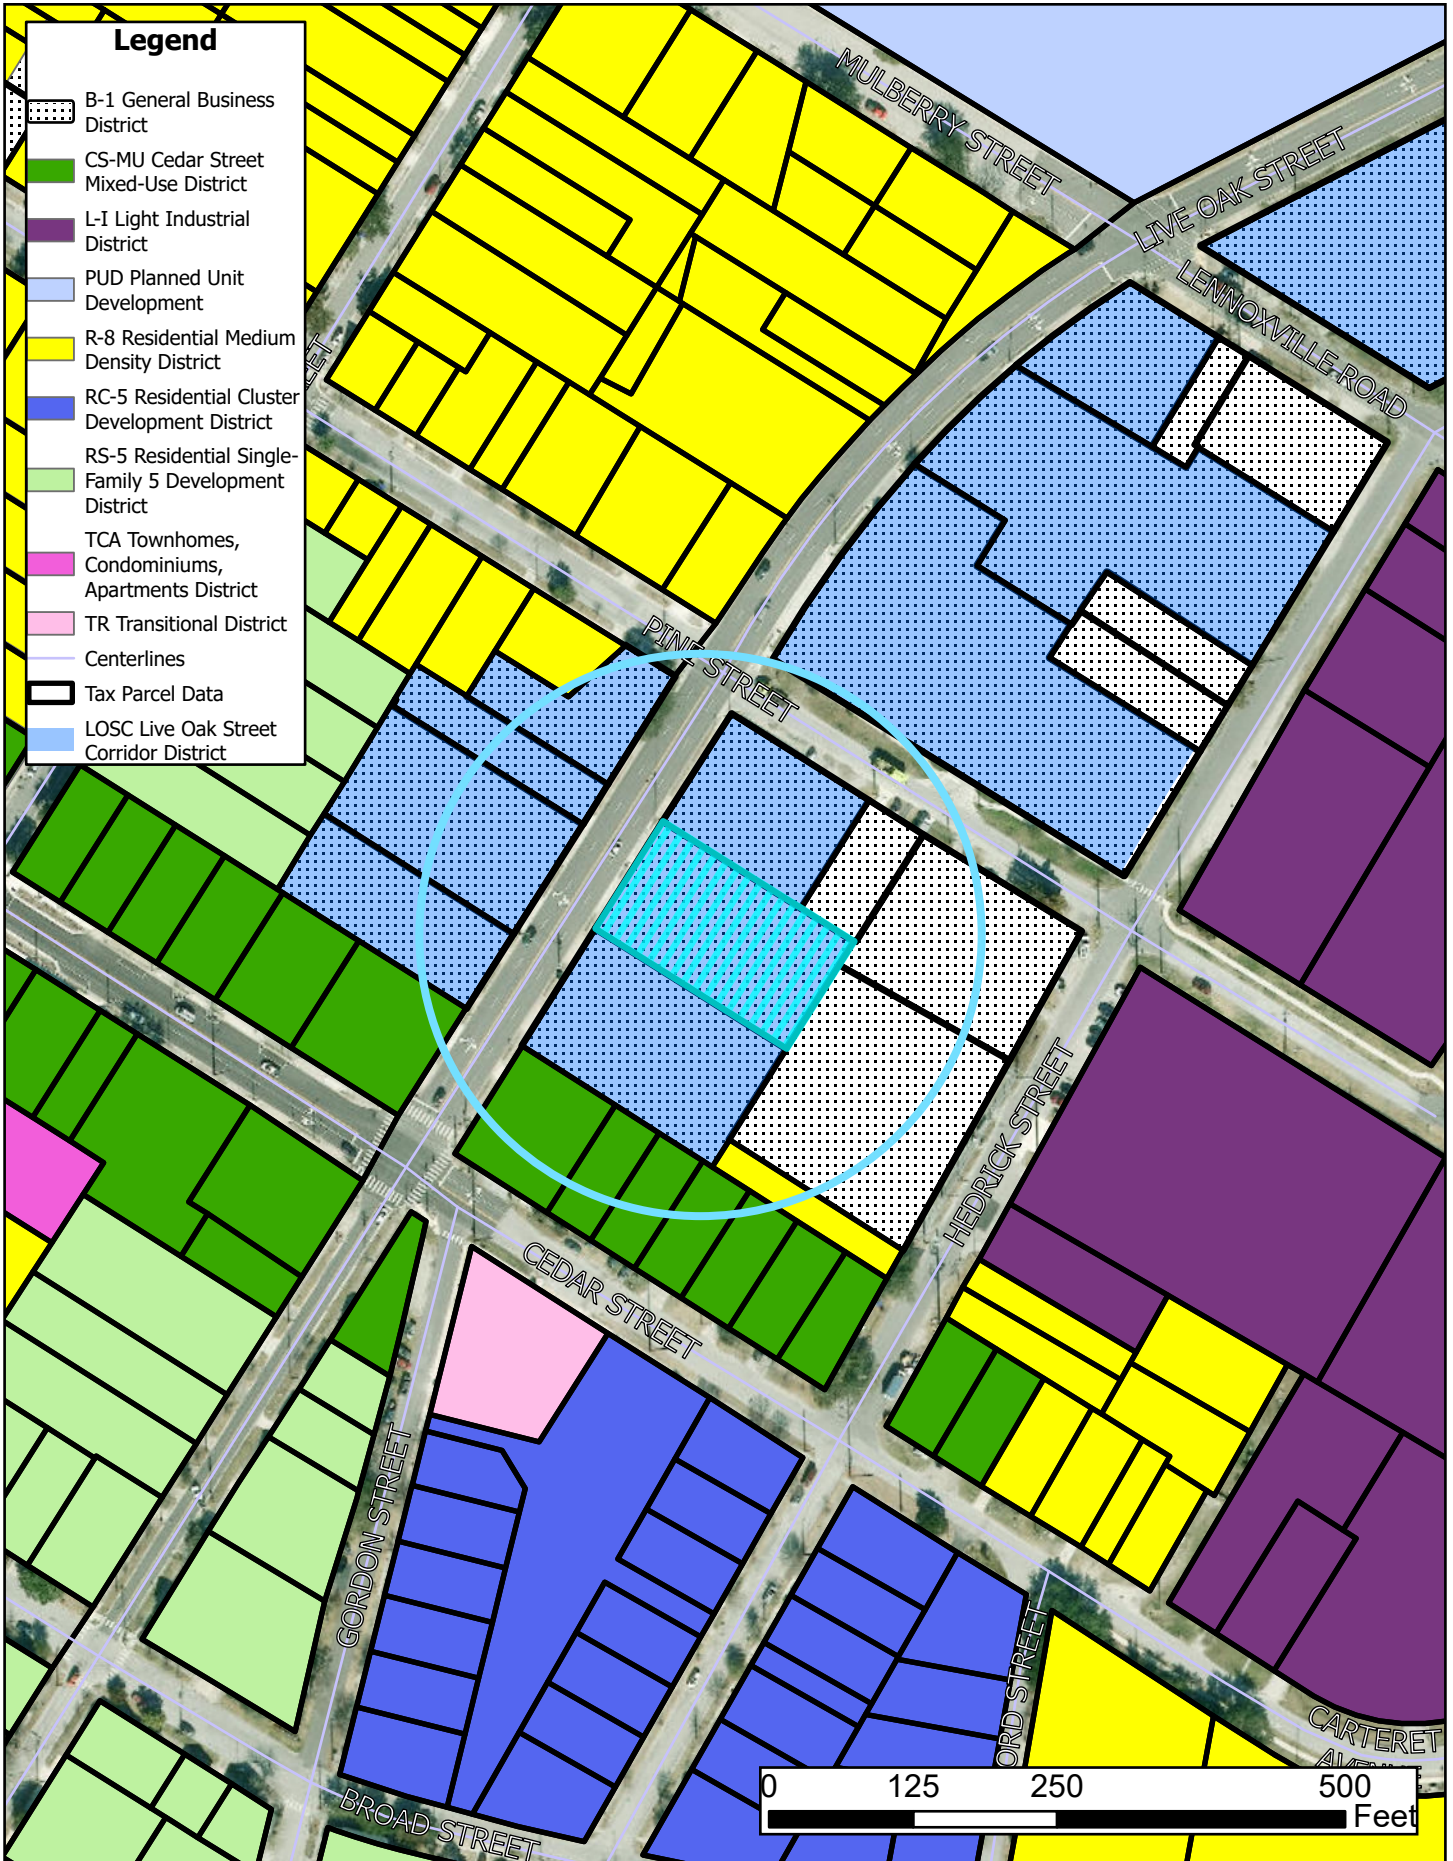 Legend
B-1 General Business
District
CS-MU Cedar Street
Mixed-Use District
L-I Light Industrial
District
PUD Planned Unit
Development
R-8 Residential Medium
Density District
RC-5 Residential Cluster
Development District
RS-5 Residential Single-
Family 5 Development
District
TCA Townhomes,
Condominiums,
Apartments District
TR Transitional District
Centerlines
Tax Parcel Data
LOSC Live Oak Street
Corridor District
MULBERRY STREET
LIVE OAK STREET
LENNOXVILLE ROAD
PINE STREET
HEDRICK STREET
CEDAR STREET
GORDON STREET
ORD STREET
BROAD STREET
CARTERET
AVENUE
0 125 250 500
Feet